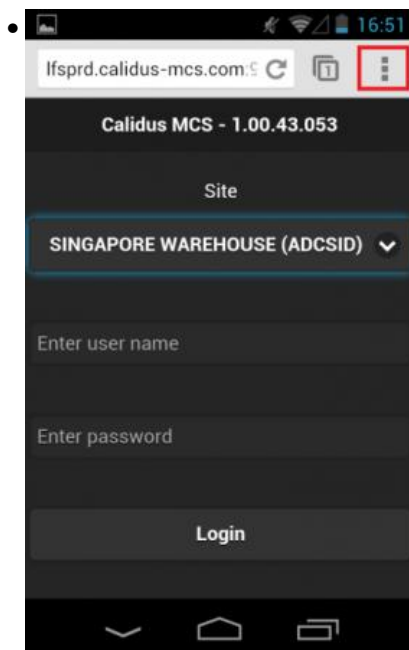 16:51
lfsprd.calidus-mcs.com:9
1
Calidus MCS - 1.00.43.053
Site
SINGAPORE WAREHOUSE (ADCSID)
Enter user name
Enter password
Login